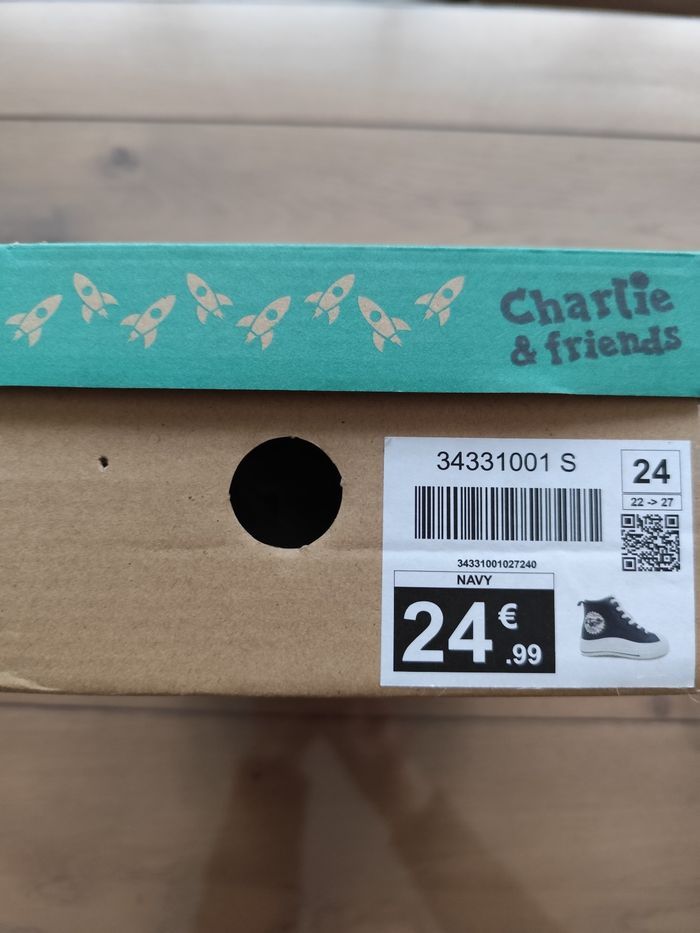 Charlie
& friends
34331001 S
24
22 -> 27
34331001027240
NAVY
24€.99